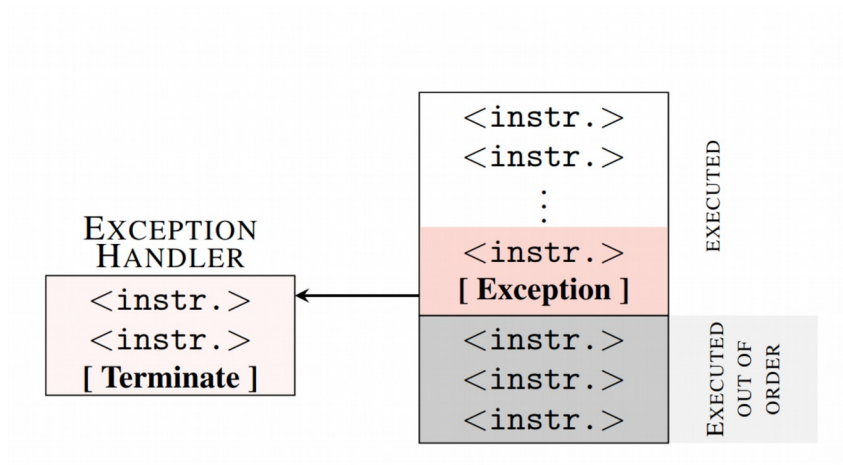 EXCEPTION
HANDLER
<instr.>
<instr.>
[ Terminate ]
<instr.>
<instr.>
⋮
<instr.>
[ Exception ]
<instr.>
<instr.>
<instr.>
EXECUTED
EXECUTED
OUT OF
ORDER